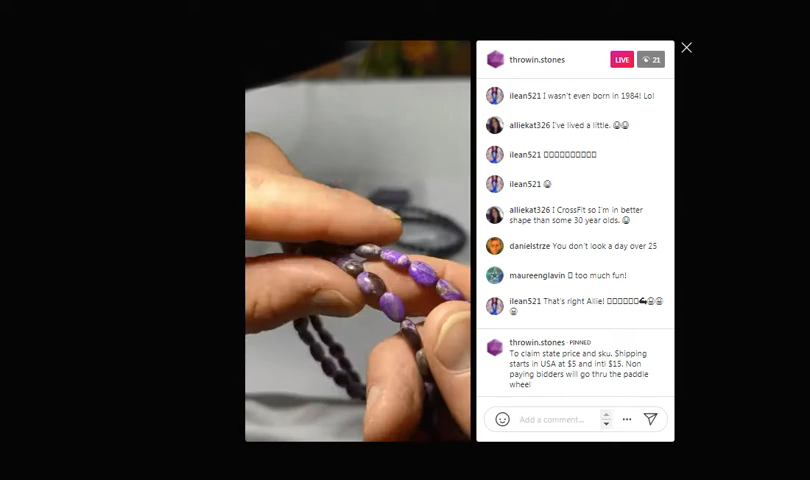 throwin.stones
LIVE
21
ilean521 I wasn't even born in 1984! Lol
alliekat326 I've lived a little.
ilean521
ilean521
alliekat326 I CrossFit so I'm in better
shape than some 30 year olds.
danielstrze You don't look a day over 25
maureenglavin too much fun!
ilean521 That's right Allie!
throwin.stones · PINNED
To claim state price and sku. Shipping
starts in USA at $5 and intl $15. Non
paying bidders will go thru the paddle
wheel
Add a comment...